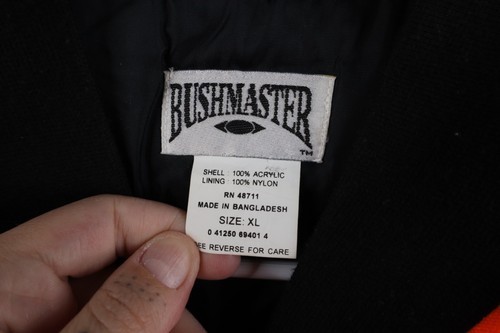 BUSHMASTER
TM
SHELL : 100% ACRYLIC
LINING : 100% NYLON
RN 48711
MADE IN BANGLADESH
SIZE: XL
0 41250 69401 4
EE REVERSE FOR CARE